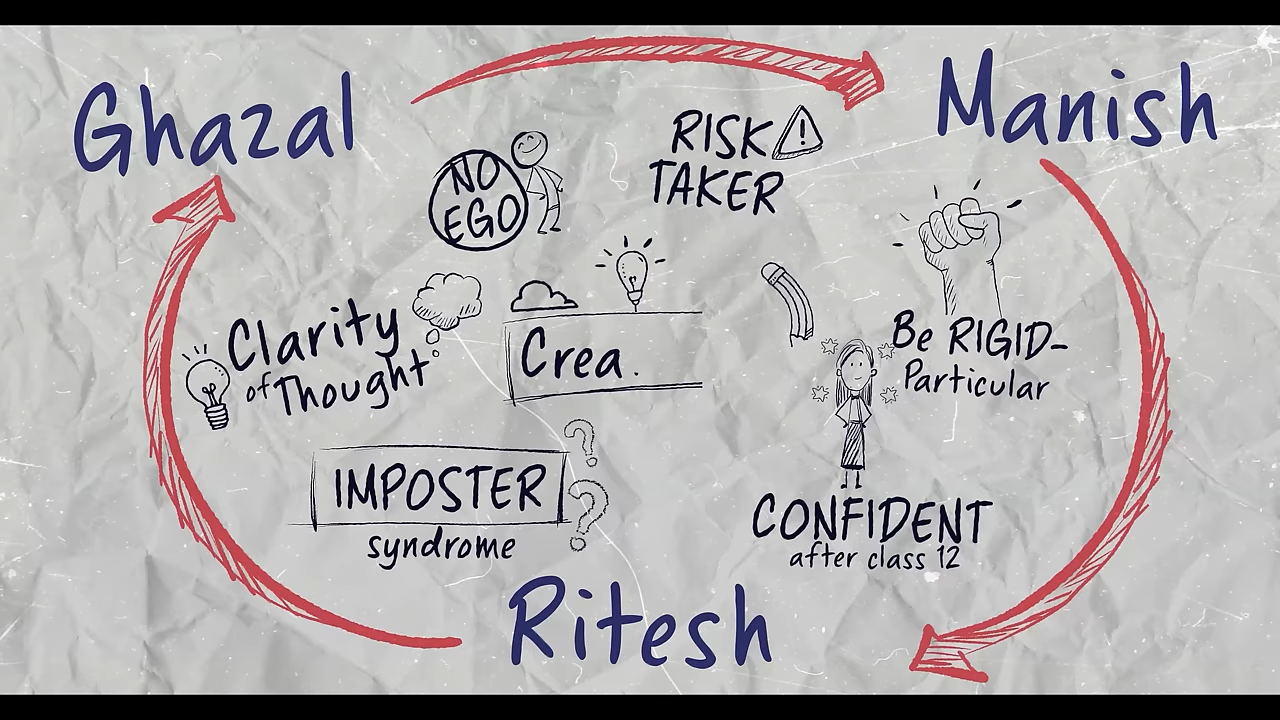 Ghazal
Manish
NO
EGO
RISK
TAKER
Clarity
of Thought
Crea.
Be RIGID-
Particular
IMPOSTER
syndrome
CONFIDENT
after class 12
Ritesh